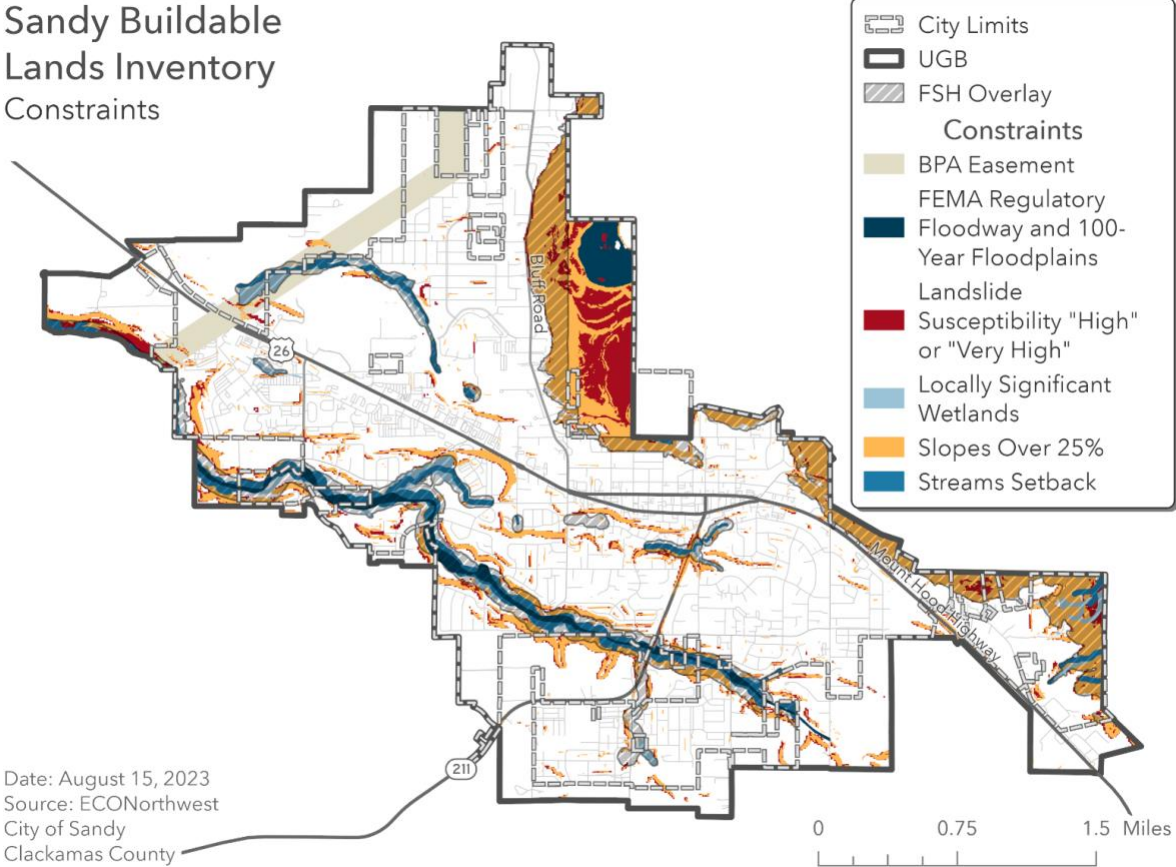 Sandy Buildable
Lands Inventory
Constraints
City Limits
UGB
FSH Overlay
Constraints
BPA Easement
FEMA Regulatory
Floodway and 100-
Year Floodplains
Landslide
Susceptibility "High"
or "Very High"
Locally Significant
Wetlands
Slopes Over 25%
Streams Setback
Bluff Road
26
Mount Hood Highway
211
Date: August 15, 2023
Source: ECONorthwest
City of Sandy
Clackamas County
0 0.75 1.5 Miles